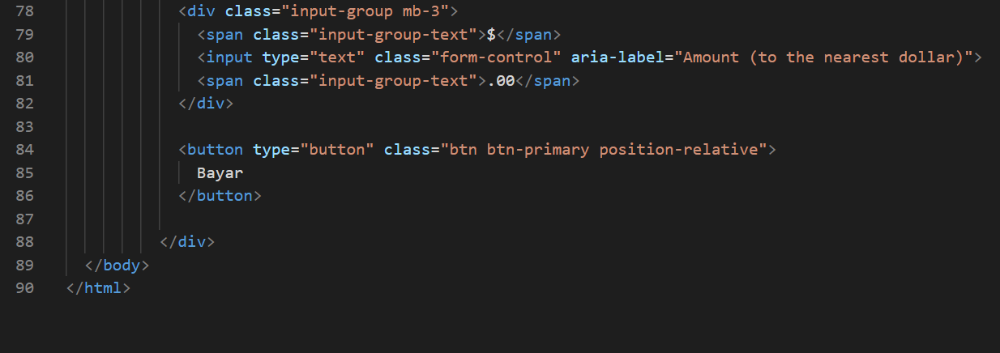 78 <div class="input-group mb-3">
79 <span class="input-group-text">$</span>
80 <input type="text" class="form-control" aria-label="Amount (to the nearest dollar)">
81 <span class="input-group-text">.00</span>
82 </div>
83
84 <button type="button" class="btn btn-primary position-relative">
85 Bayar
86 </button>
87
88 </div>
89 </body>
90 </html>